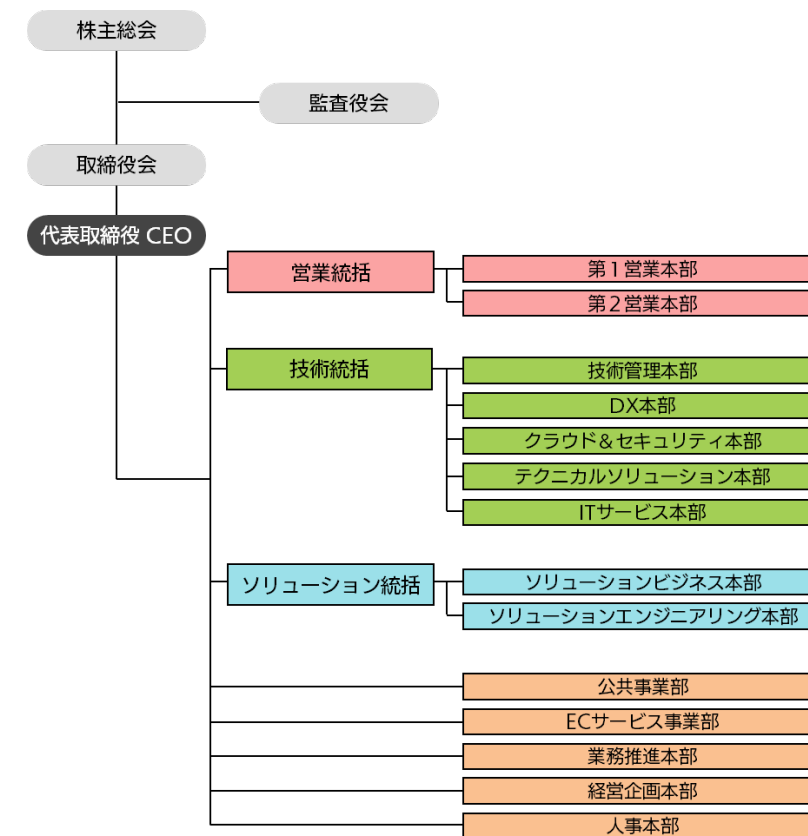 株主総会
監査役会
取締役会
代表取締役 CEO
営業統括
第1営業本部
第2営業本部
技術統括
技術管理本部
DX本部
クラウド&セキュリティ本部
テクニカルソリューション本部
ITサービス本部
ソリューション統括
ソリューションビジネス本部
ソリューションエンジニアリング本部
公共事業部
ECサービス事業部
業務推進本部
経営企画本部
人事本部